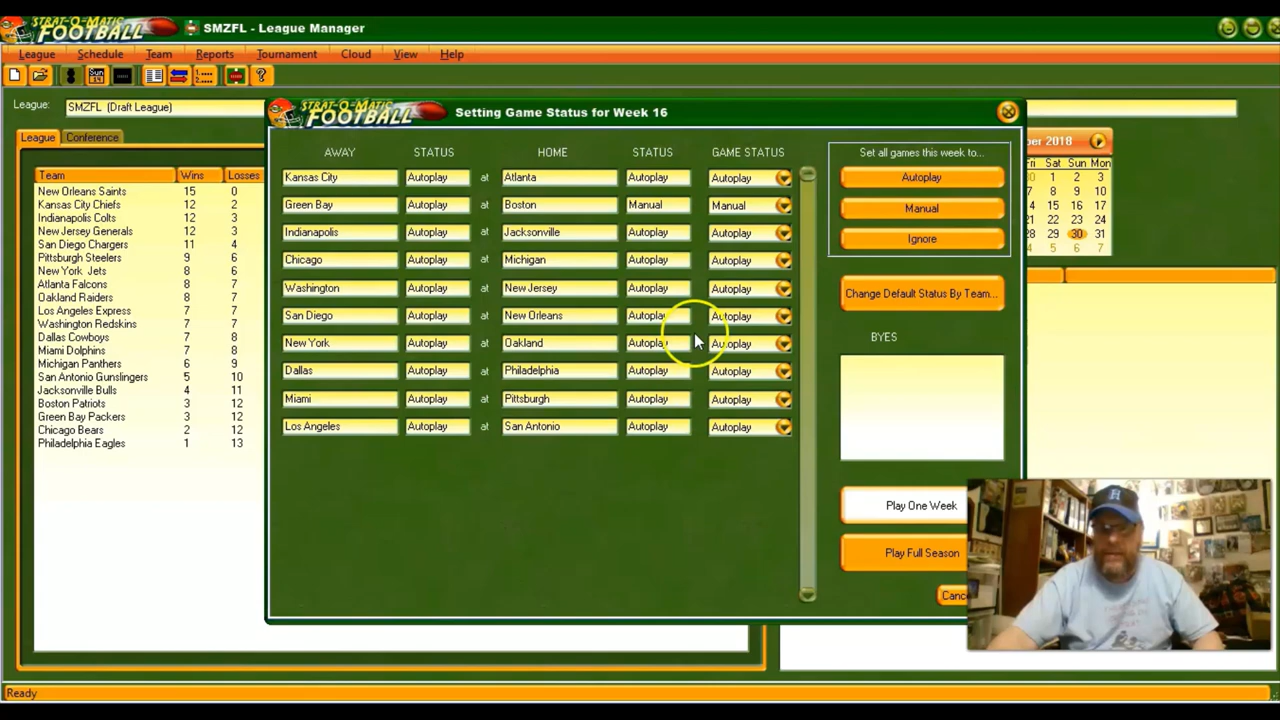 STRAT-O-MATIC
FOOTBALL
SMZFL - League Manager
League Schedule Team Reports Tournament Cloud View Help
League: SMZFL (Draft League)
League Conference
Team Wins Losses
New Orleans Saints 15 0
Kansas City Chiefs 12 2
Indianapolis Colts 12 3
New Jersey Generals 12 3
San Diego Chargers 11 4
Pittsburgh Steelers 9 6
New York Jets 8 6
Atlanta Falcons 8 7
Oakland Raiders 8 7
Los Angeles Express 7 7
Washington Redskins 7 7
Dallas Cowboys 7 8
Miami Dolphins 7 8
Michigan Panthers 6 9
San Antonio Gunslingers 5 10
Jacksonville Bulls 4 11
Boston Patriots 3 12
Green Bay Packers 3 12
Chicago Bears 2 12
Philadelphia Eagles 1 13
STRAT-O-MATIC
FOOTBALL
Setting Game Status for Week 16
AWAY STATUS HOME STATUS GAME STATUS
Kansas City Autoplay at Atlanta Autoplay Autoplay
Green Bay Autoplay at Boston Manual Manual
Indianapolis Autoplay at Jacksonville Autoplay Autoplay
Chicago Autoplay at Michigan Autoplay Autoplay
Washington Autoplay at New Jersey Autoplay Autoplay
San Diego Autoplay at New Orleans Autoplay Autoplay
New York Autoplay at Oakland Autoplay Autoplay
Dallas Autoplay at Philadelphia Autoplay Autoplay
Miami Autoplay at Pittsburgh Autoplay Autoplay
Los Angeles Autoplay at San Antonio Autoplay Autoplay
Set all games this week to...
Autoplay
Manual
Ignore
Change Default Status By Team...
BYES
Play One Week
Play Full Season
Canc
ber 2018
Fri Sat Sun Mon
1 2 3
8 9 10
15 16 17
22 23 24
28 29 30 31
4 5 6 7
Ready